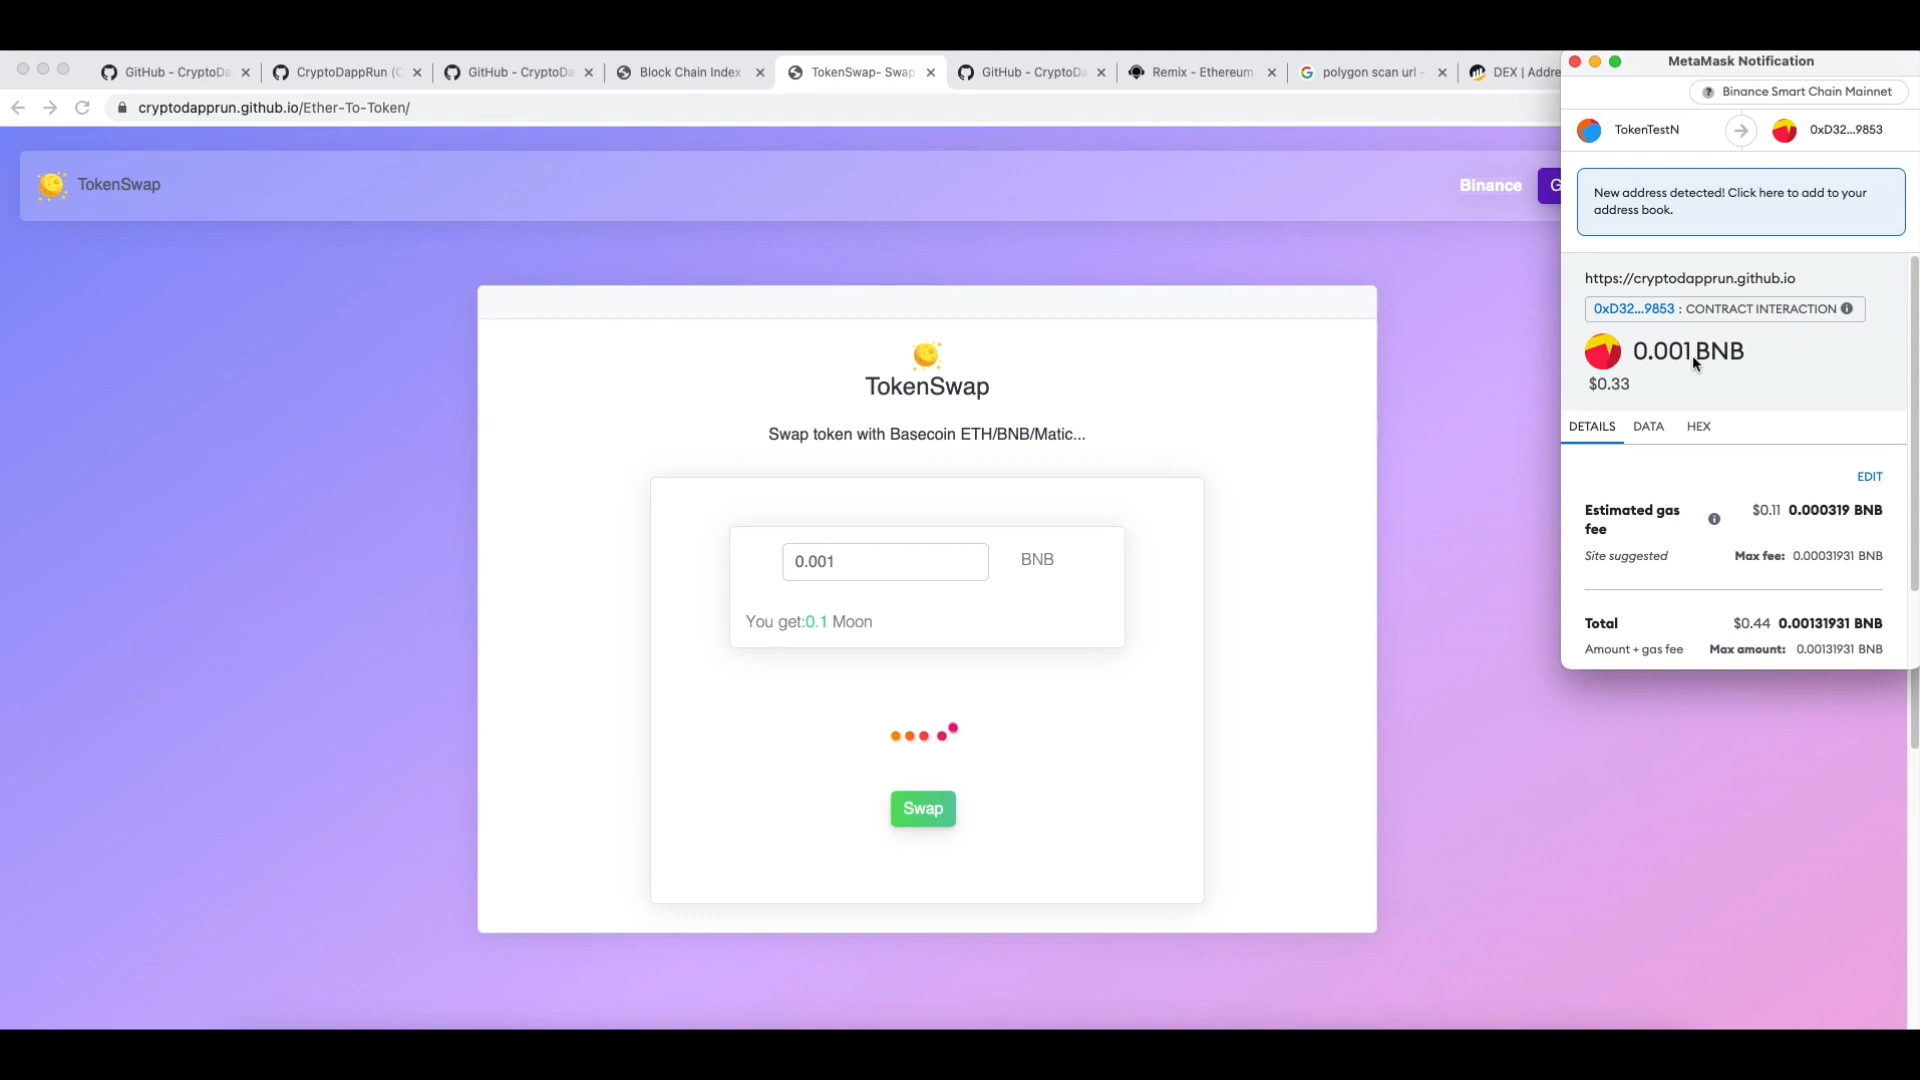 GitHub - CryptoDa
CryptoDappRun (C
GitHub - CryptoDa
Block Chain Index
TokenSwap- Swap
GitHub - CryptoDa
Remix - Ethereum
polygon scan url -
DEX | Addre
cryptodapprun.github.io/Ether-To-Token/
TokenSwap
Binance
G
TokenSwap
Swap token with Basecoin ETH/BNB/Matic...
0.001
BNB
You get:0.1 Moon
Swap
MetaMask Notification
Binance Smart Chain Mainnet
TokenTestN
0xD32...9853
New address detected! Click here to add to your
address book.
https://cryptodapprun.github.io
0xD32...9853 : CONTRACT INTERACTION
0.001 BNB
$0.33
DETAILS DATA HEX
EDIT
Estimated gas
fee
$0.11 0.000319 BNB
Site suggested
Max fee: 0.00031931 BNB
Total
$0.44 0.00131931 BNB
Amount + gas fee
Max amount: 0.00131931 BNB